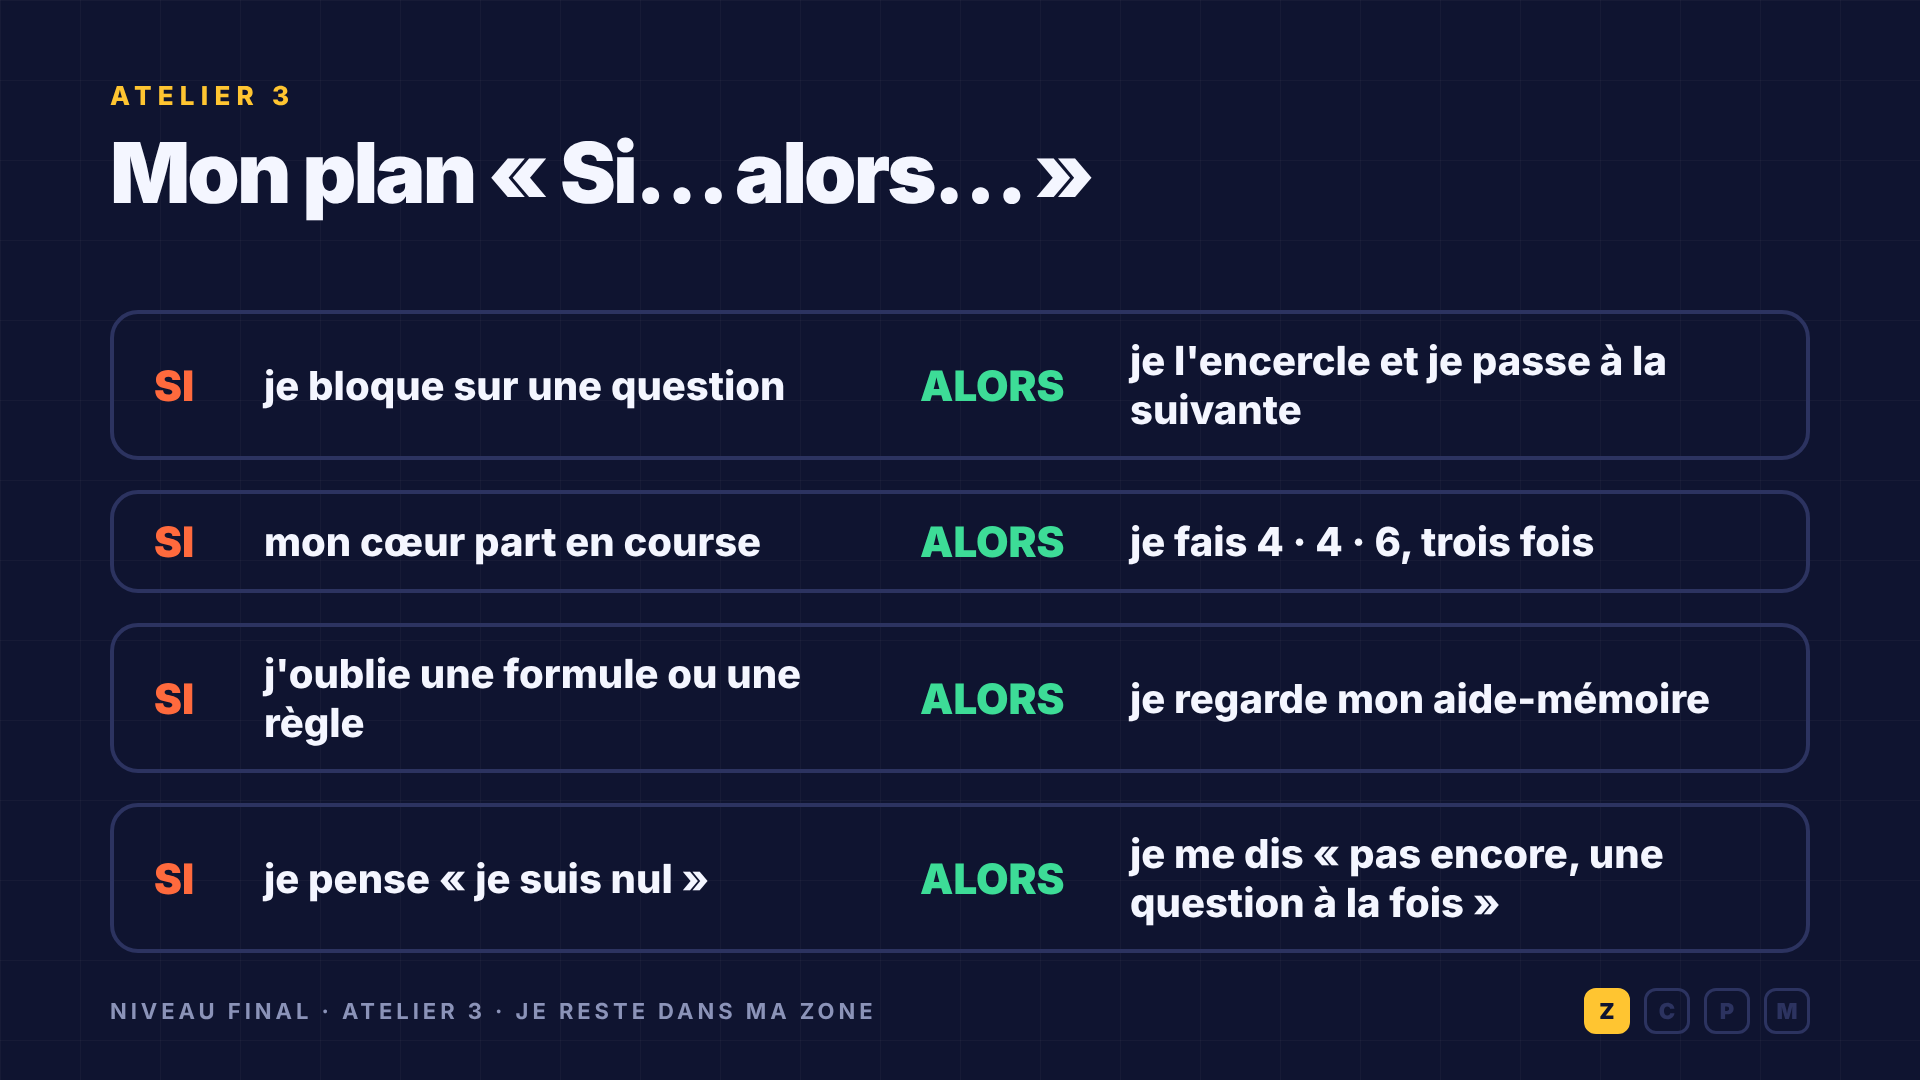 ATELIER 3
Mon plan « Si… alors… »
SI je bloque sur une question ALORS je l'encercle et je passe à la
suivante
SI mon cœur part en course ALORS je fais 4 · 4 · 6, trois fois
SI j'oublie une formule ou une
règle ALORS je regarde mon aide-mémoire
SI je pense « je suis nul » ALORS je me dis « pas encore, une
question à la fois »
NIVEAU FINAL · ATELIER 3 · JE RESTE DANS MA ZONE
Z C P M